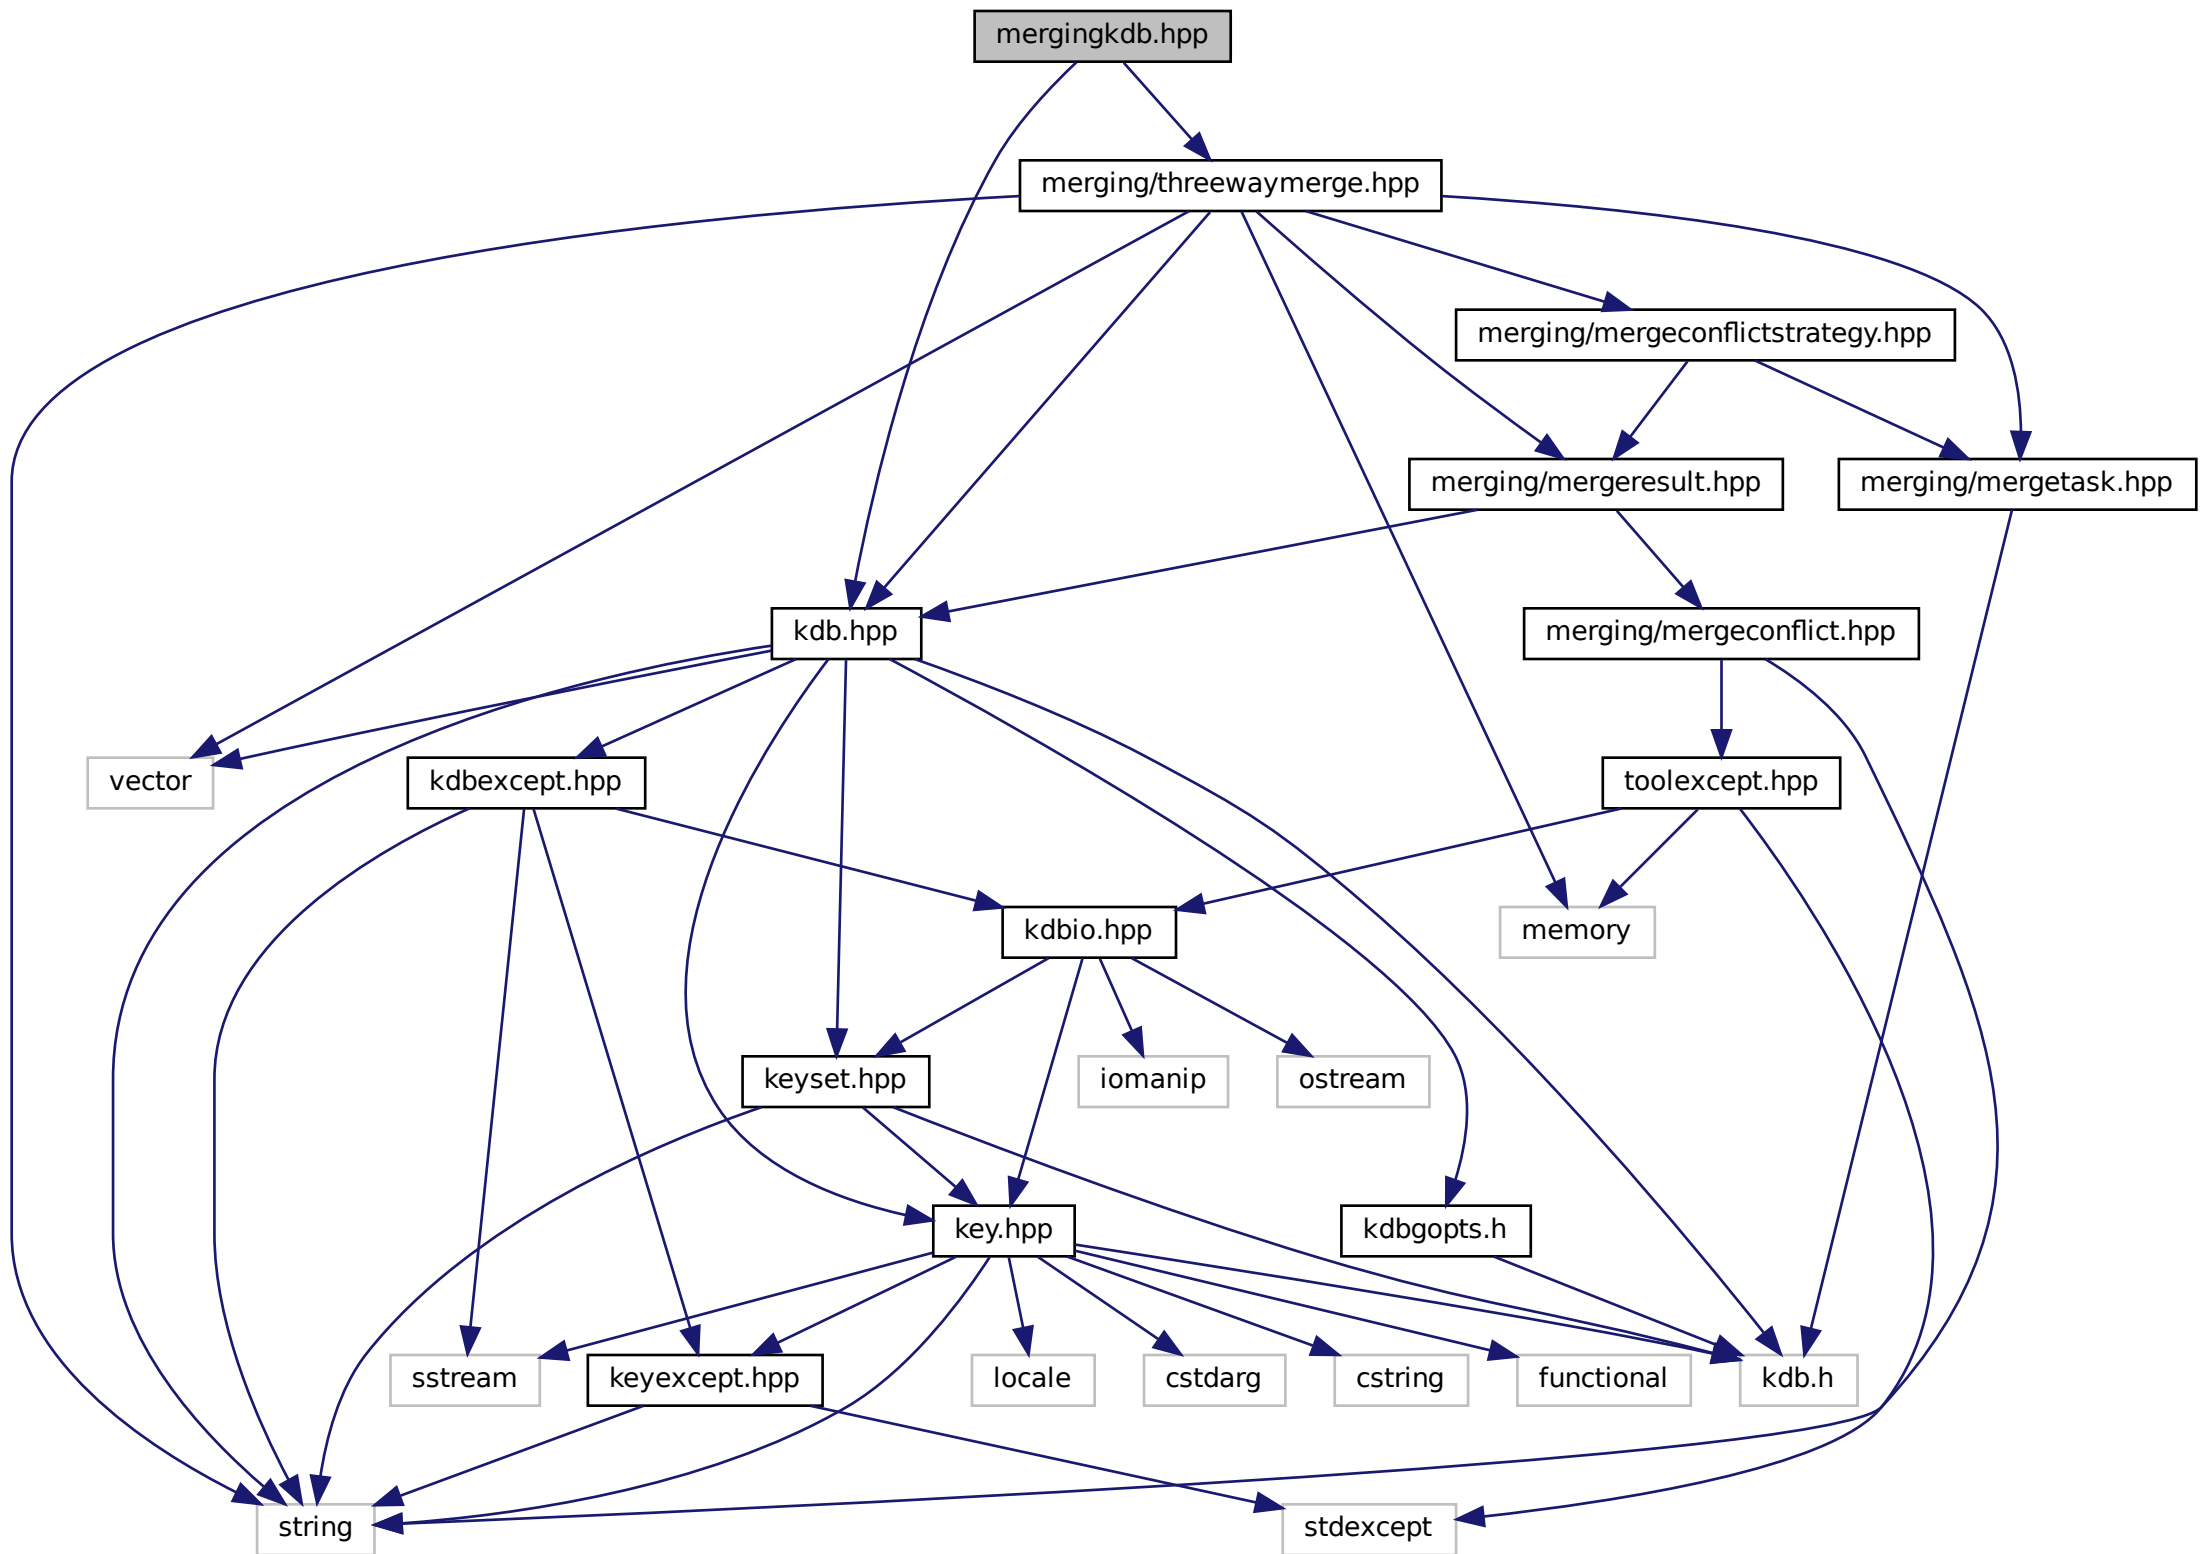 mergingkdb.hpp
merging/threewaymerge.hpp
merging/mergeconflictstrategy.hpp
merging/mergeresult.hpp
merging/mergetask.hpp
kdb.hpp
merging/mergeconflict.hpp
vector
kdbexcept.hpp
toolexcept.hpp
kdbio.hpp
memory
keyset.hpp
iomanip
ostream
key.hpp
kdbgopts.h
sstream
keyexcept.hpp
locale
cstdarg
cstring
functional
kdb.h
string
stdexcept